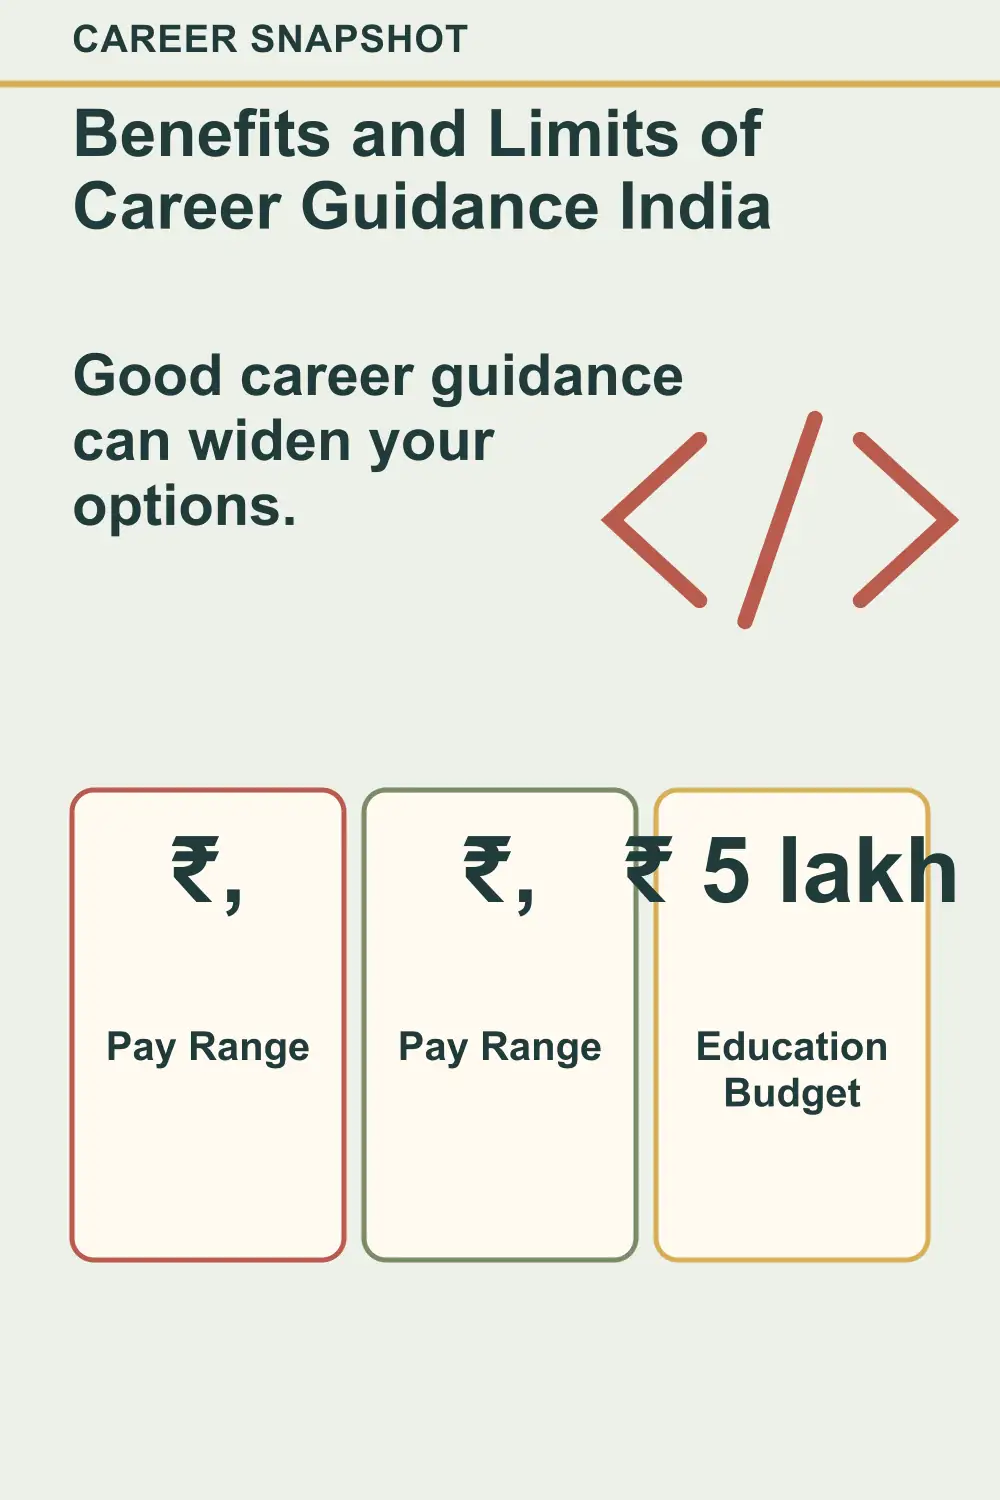 CAREER SNAPSHOT
Benefits and Limits of
Career Guidance India
Good career guidance
can widen your
options.
</>
₹,
Pay Range
₹,
Pay Range
₹ 5 lakh
Education
Budget